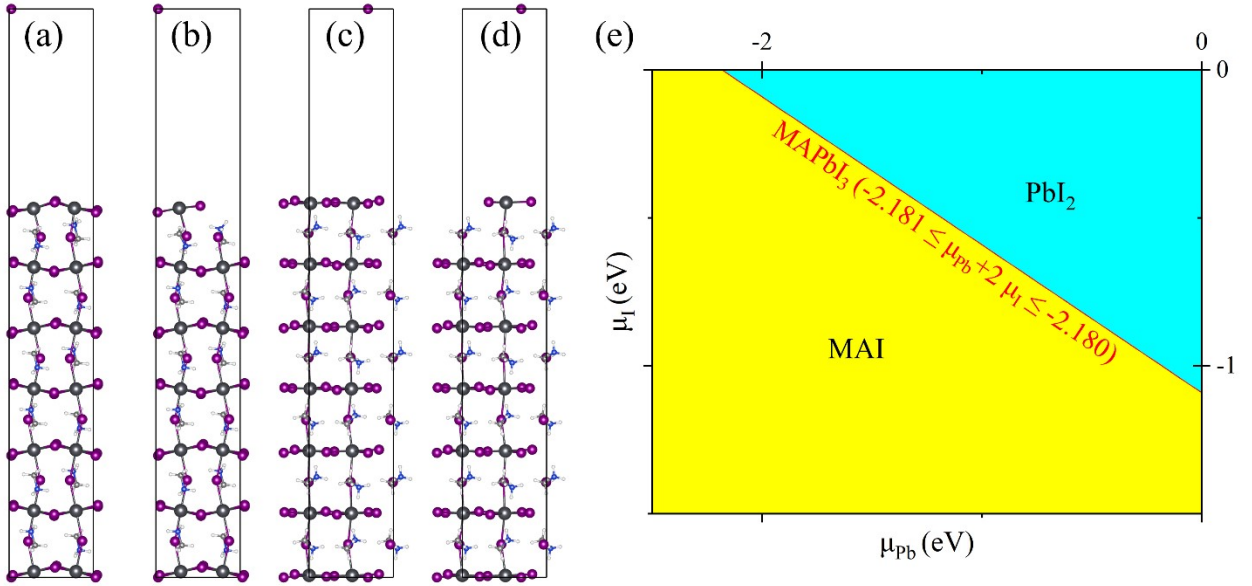 (a) (b) (c) (d) (e)
-2 0
0
PbI₂
MAPbI₃ (-2.181 ≤ μPb+2 μI ≤ -2.180)
MAI
-1
μI (eV)
μPb (eV)